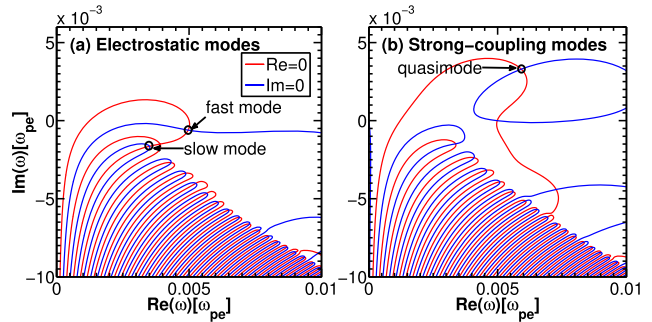 x 10⁻³
x 10⁻³
(a) Electrostatic modes
(b) Strong−coupling modes
Re=0
Im=0
quasimode
fast mode
slow mode
5
0
−5
−10
5
0
−5
−10
Im(ω)[ωpe]
0
0.005
0.01
0
0.005
0.01
Re(ω)[ωpe]
Re(ω)[ωpe]